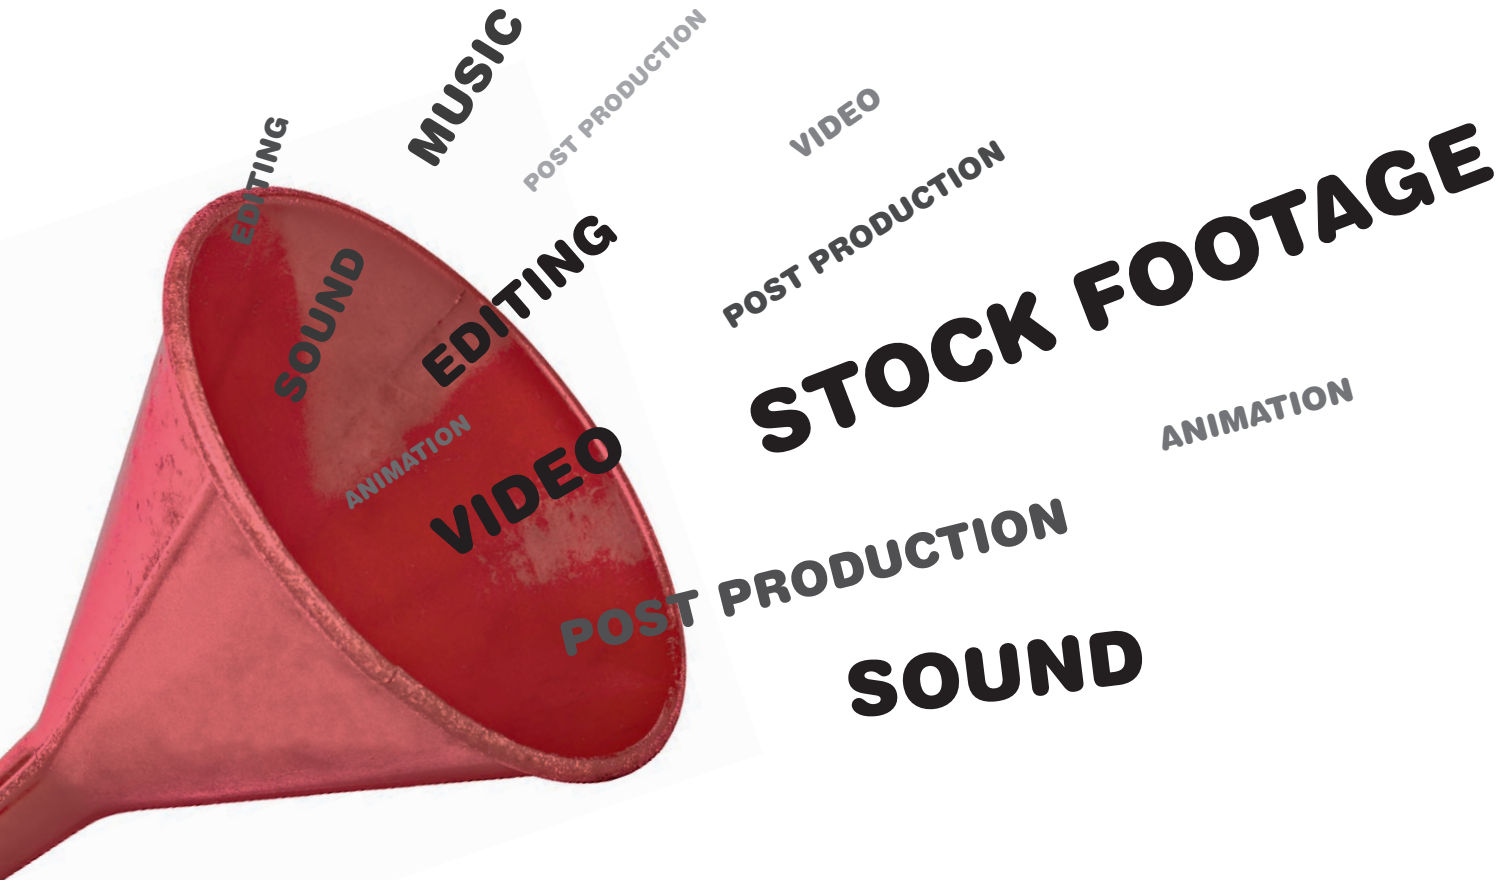 MUSIC
POST PRODUCTION
VIDEO
EDITING
POST PRODUCTION
STOCK FOOTAGE
EDITING
SOUND
ANIMATION
ANIMATION
VIDEO
POST PRODUCTION
SOUND